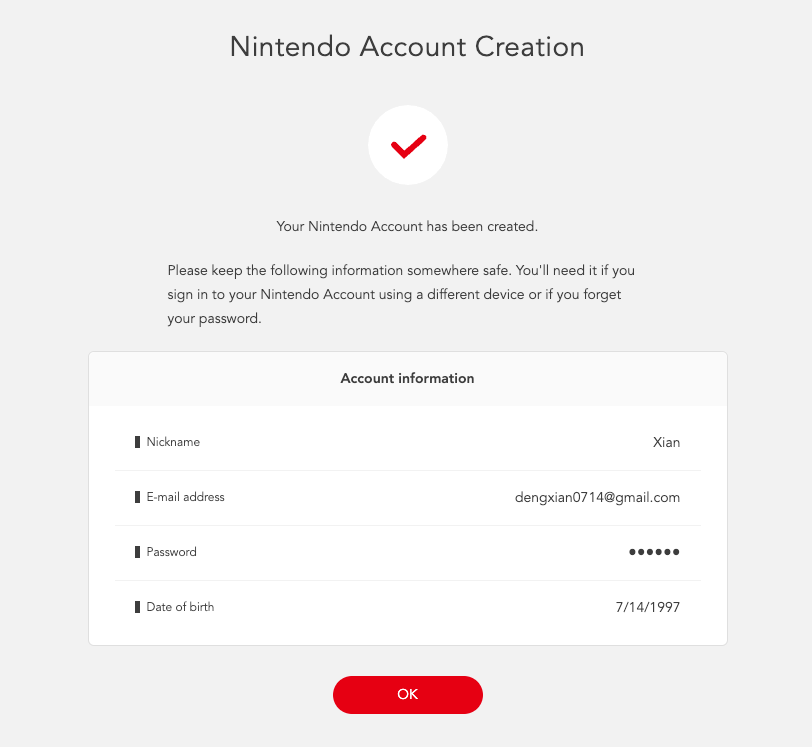 Nintendo Account Creation
Your Nintendo Account has been created.
Please keep the following information somewhere safe. You'll need it if you
sign in to your Nintendo Account using a different device or if you forget
your password.
Account information
Nickname Xian
E-mail address dengxian0714@gmail.com
Password ••••••
Date of birth 7/14/1997
OK